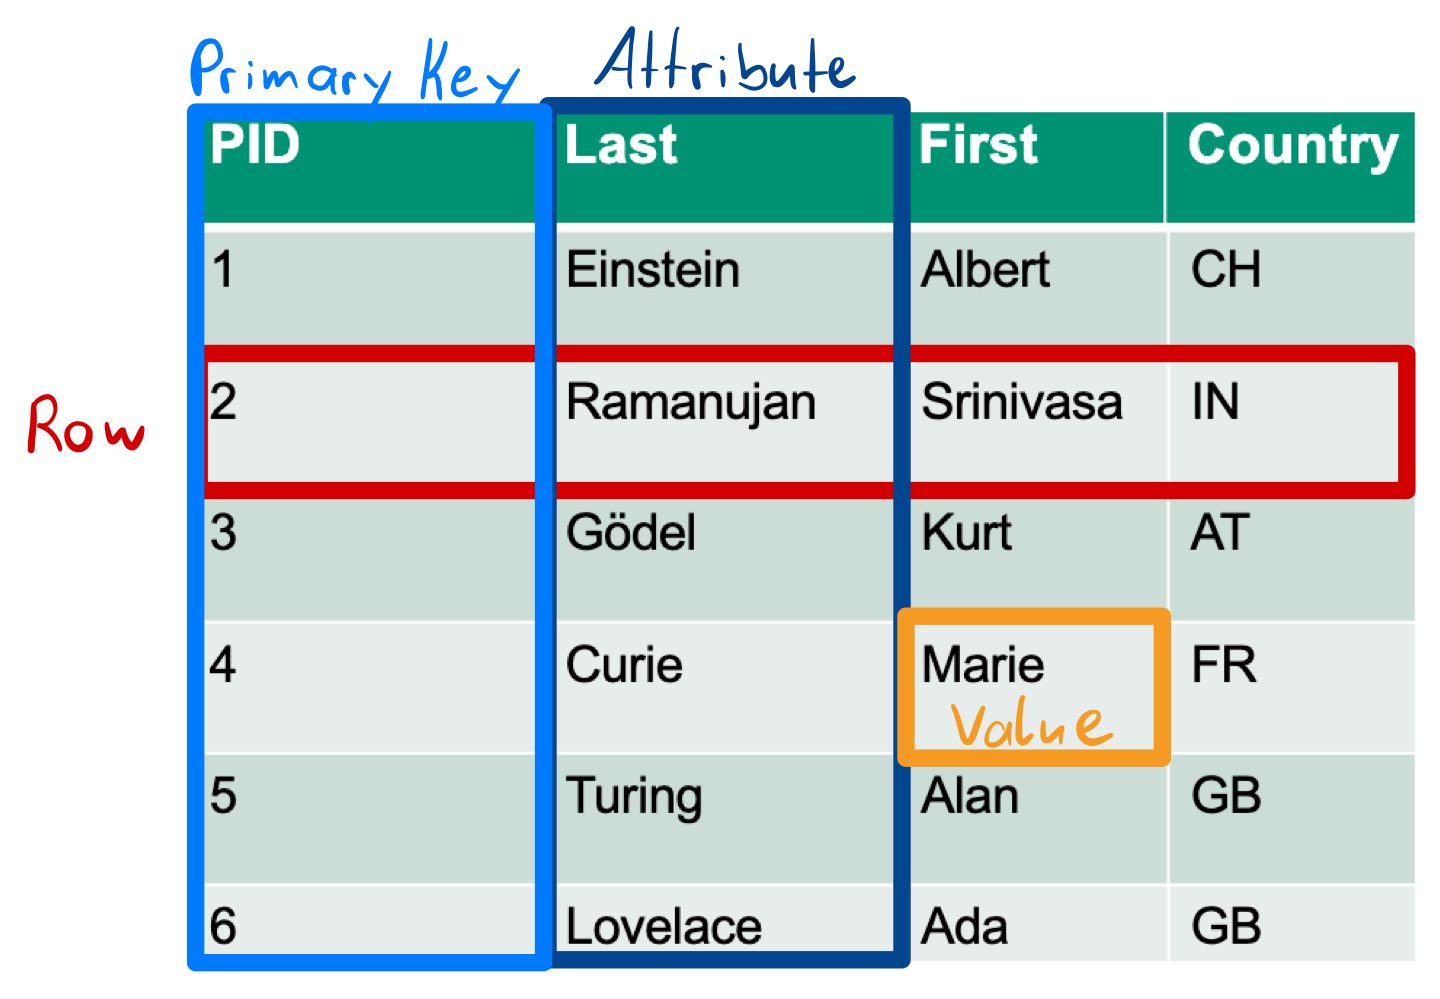 Primary Key Attribute
PID Last First Country
1 Einstein Albert CH
Row 2 Ramanujan Srinivasa IN
3 Gödel Kurt AT
4 Curie Marie FR
Value
5 Turing Alan GB
6 Lovelace Ada GB